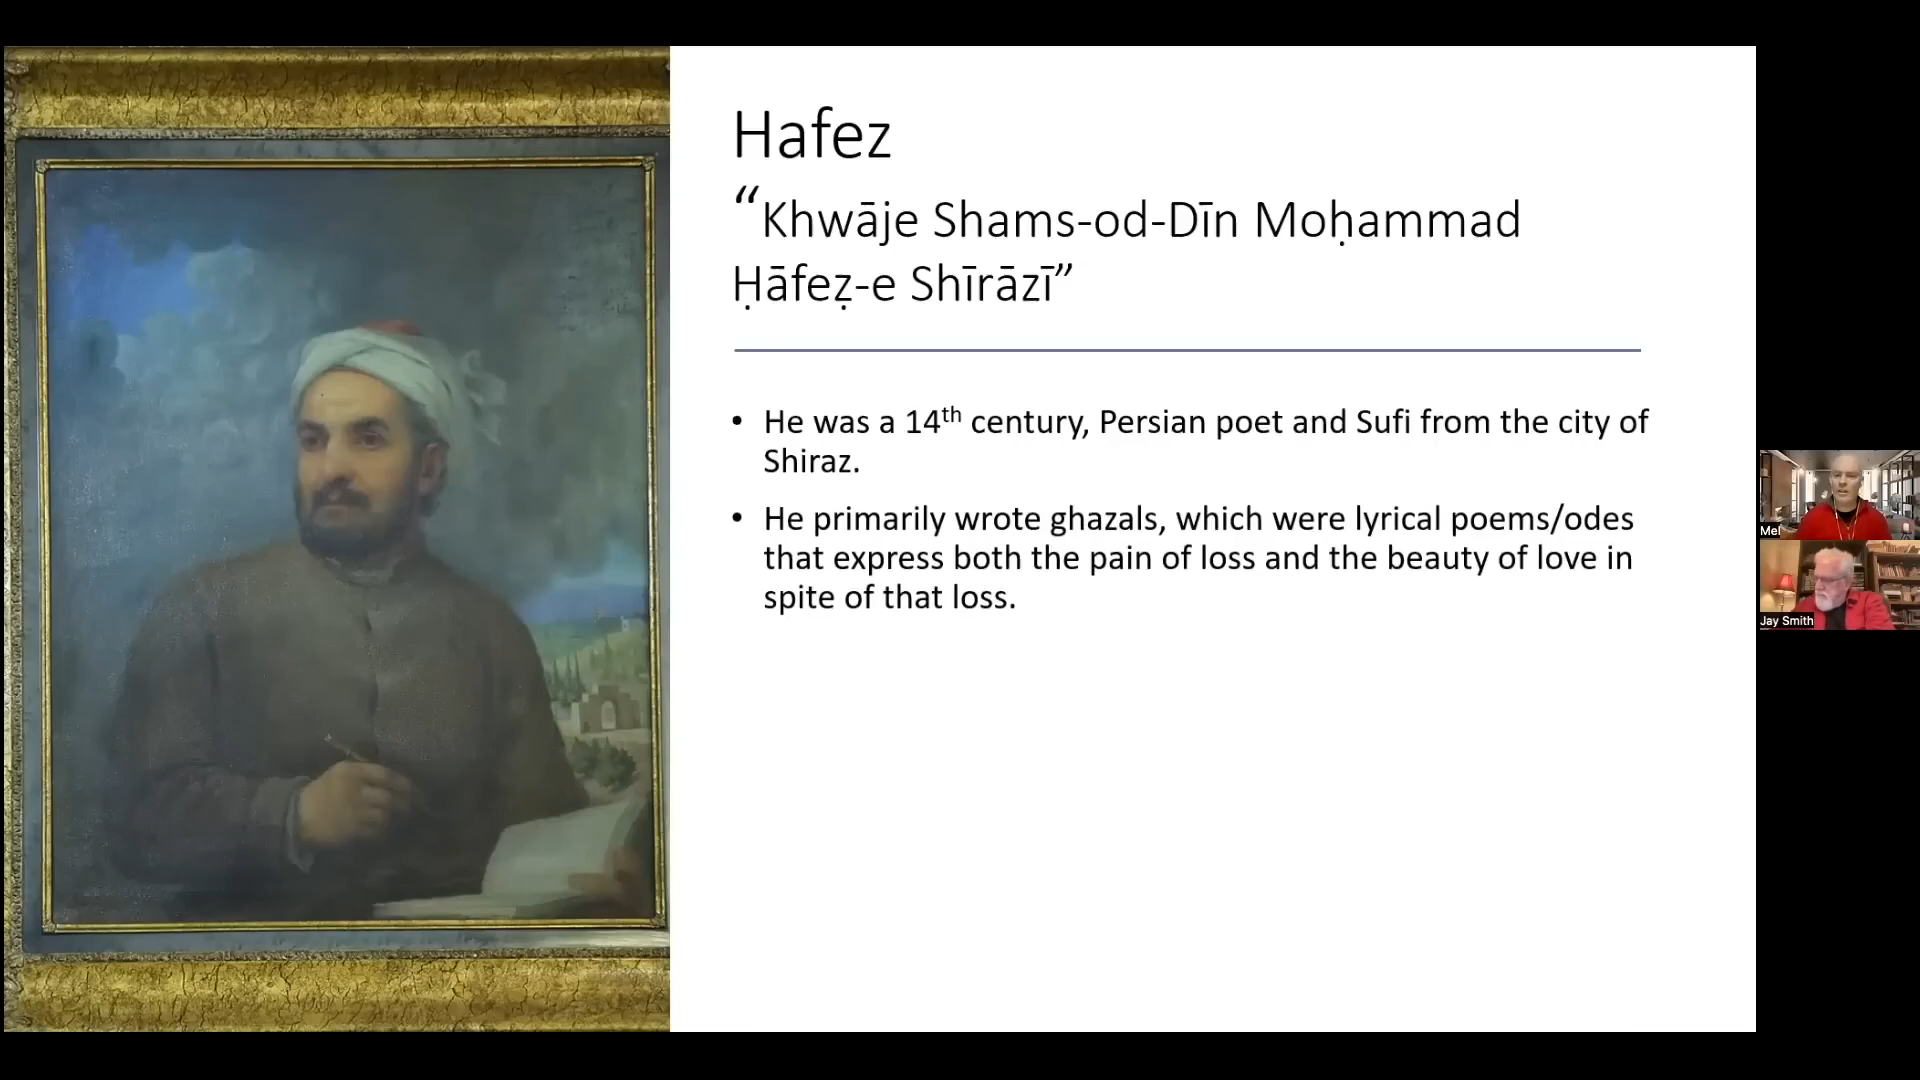 Hafez
“Khwāje Shams-od-Dīn Moḥammad
Ḥāfeẓ-e Shīrāzī”
• He was a 14th century, Persian poet and Sufi from the city of
Shiraz.
• He primarily wrote ghazals, which were lyrical poems/odes
that express both the pain of loss and the beauty of love in
spite of that loss.
Mel
Jay Smith